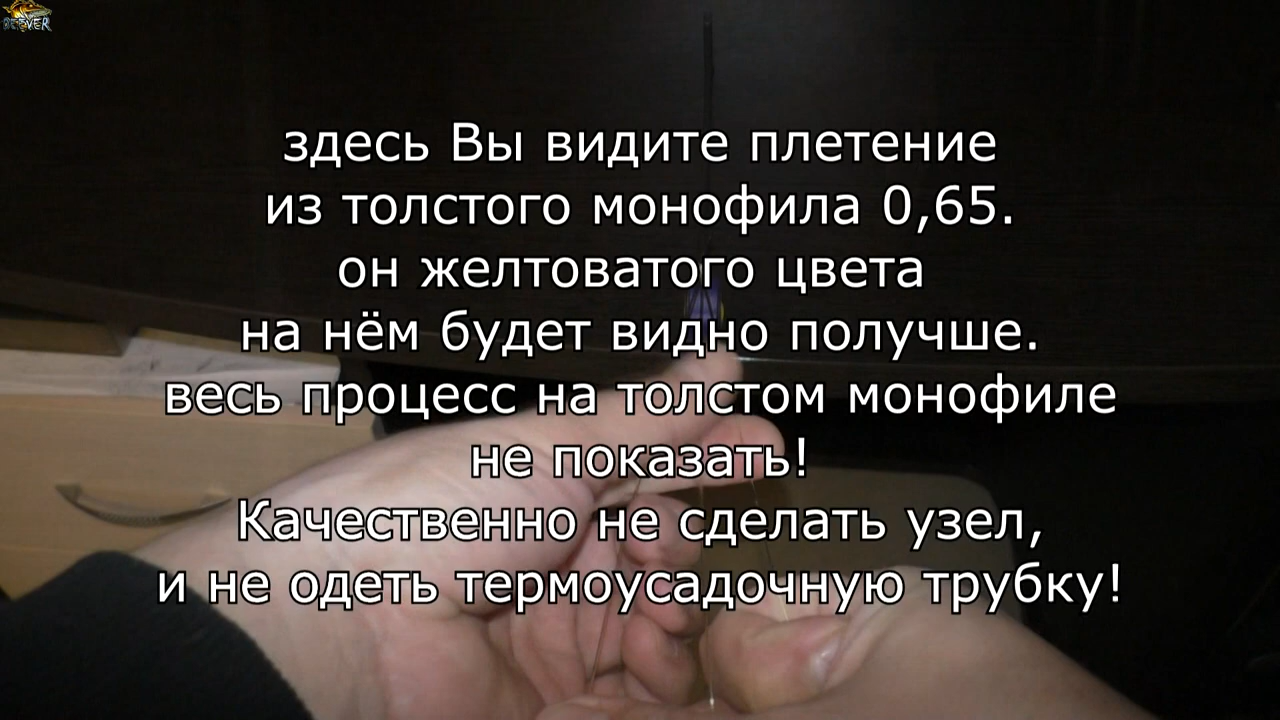 здесь Вы видите плетение
из толстого монофила 0,65.
он желтоватого цвета
на нём будет видно получше.
весь процесс на толстом монофиле
не показать!
Качественно не сделать узел,
и не одеть термоусадочную трубку!